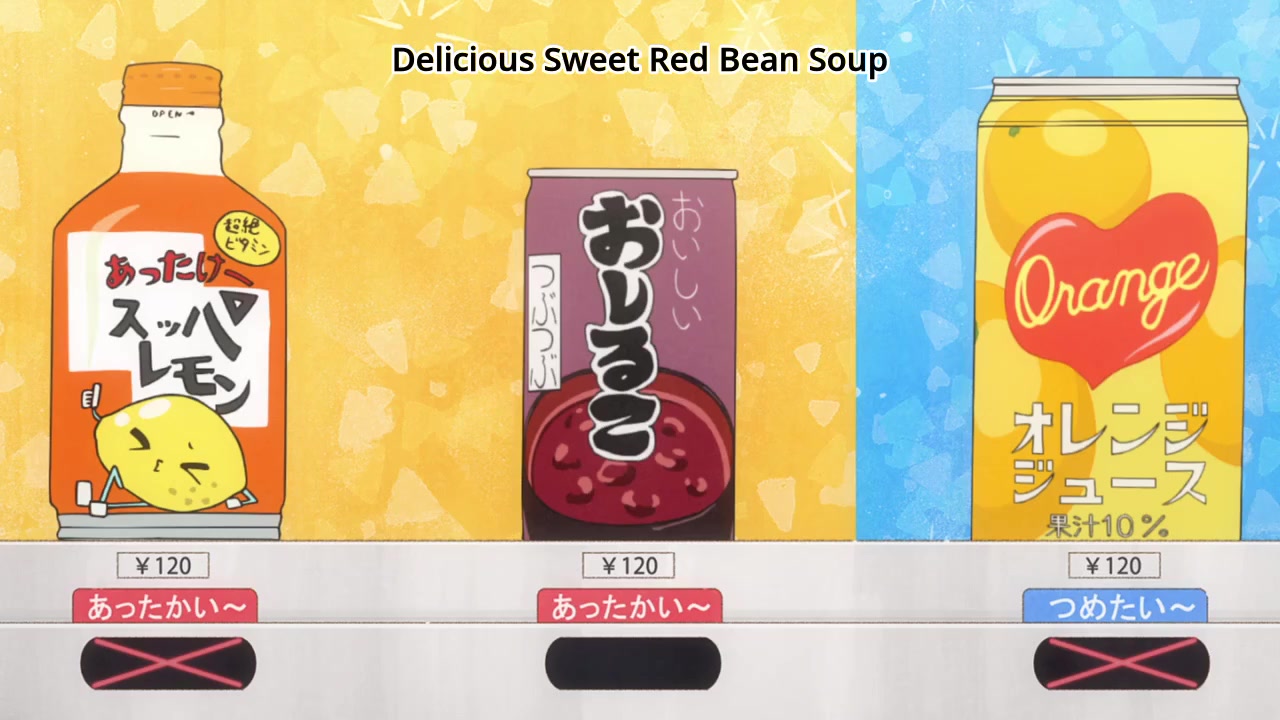 Delicious Sweet Red Bean Soup
OPEN→
超絶
ビタミン
あったけ〜
スッパ
レモン
おいしい
おしるこ
つぶつぶ
Orange
オレンジ
ジュース
果汁10%
¥120
¥120
¥120
あったかい〜
あったかい〜
つめたい〜